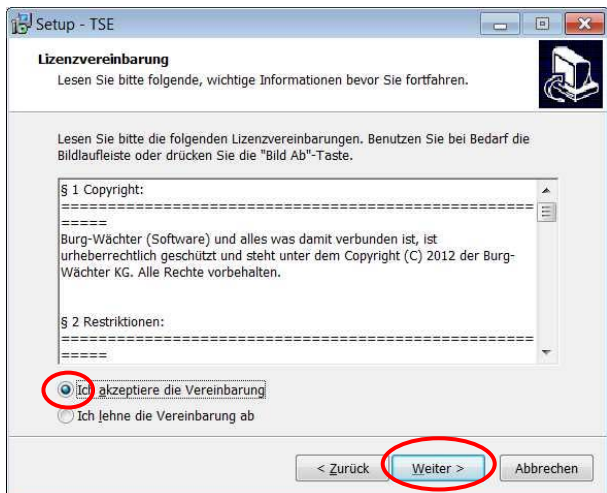 Setup - TSE
Lizenzvereinbarung
Lesen Sie bitte folgende, wichtige Informationen bevor Sie fortfahren.
Lesen Sie bitte die folgenden Lizenzvereinbarungen. Benutzen Sie bei Bedarf die
Bildlaufleiste oder drücken Sie die "Bild Ab"-Taste.
§ 1 Copyright:
===================================================
=====
Burg-Wächter (Software) und alles was damit verbunden ist, ist
urheberrechtlich geschützt und steht unter dem Copyright (C) 2012 der Burg-
Wächter KG. Alle Rechte vorbehalten.
§ 2 Restriktionen:
===================================================
=====
Ich akzeptiere die Vereinbarung
Ich lehne die Vereinbarung ab
< Zurück Weiter > Abbrechen